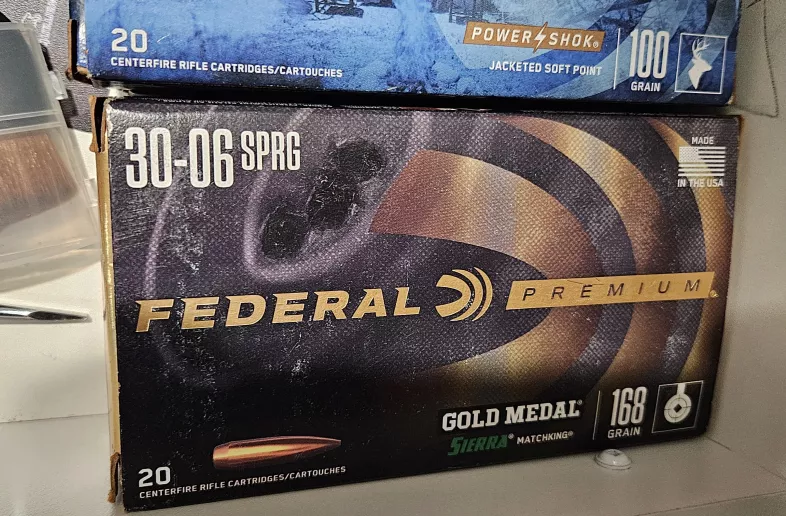 20
CENTERFIRE RIFLE CARTRIDGES/CARTOUCHES
POWER SHOK®
JACKETED SOFT POINT
100
GRAIN
30-06 SPRG
MADE
IN THE USA
FEDERAL PREMIUM®
GOLD MEDAL®
SIERRA® MATCHKING®
168
GRAIN
20
CENTERFIRE RIFLE CARTRIDGES/CARTOUCHES